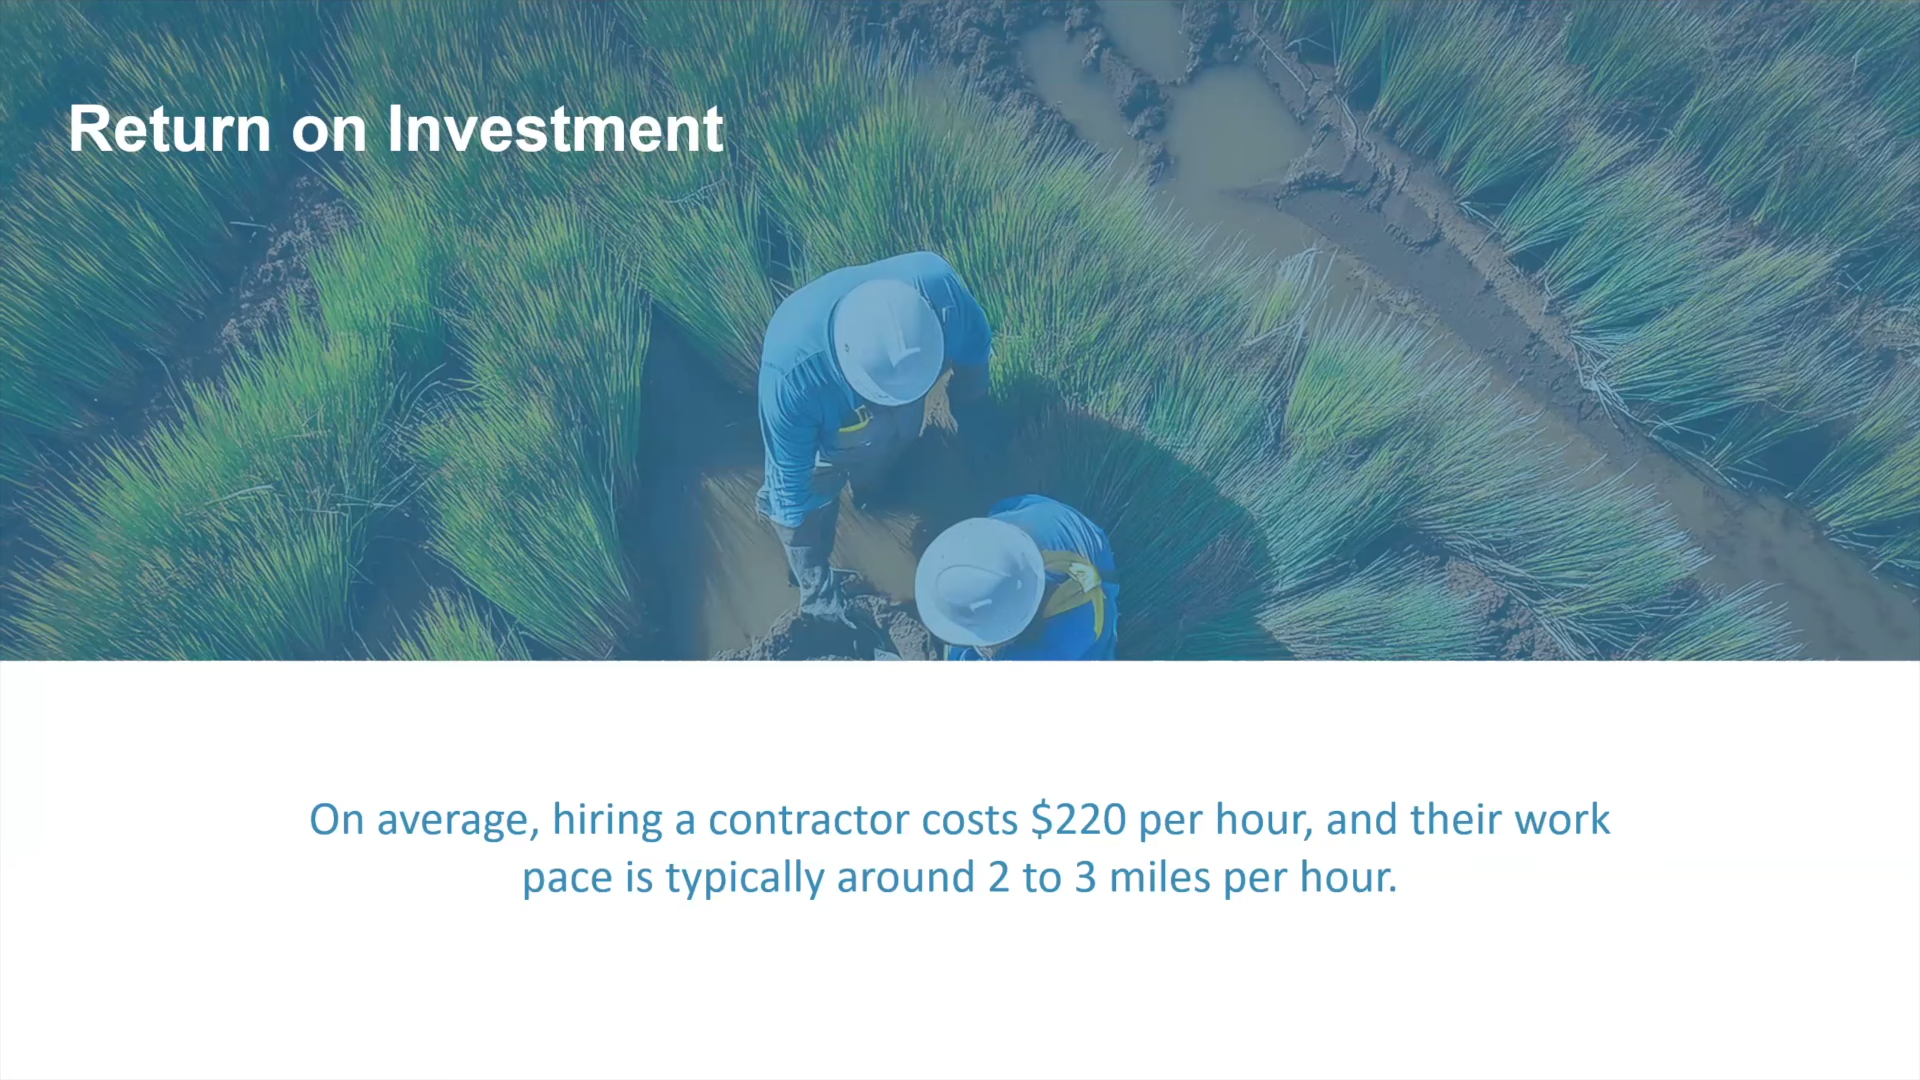 Return on Investment
On average, hiring a contractor costs $220 per hour, and their work
pace is typically around 2 to 3 miles per hour.